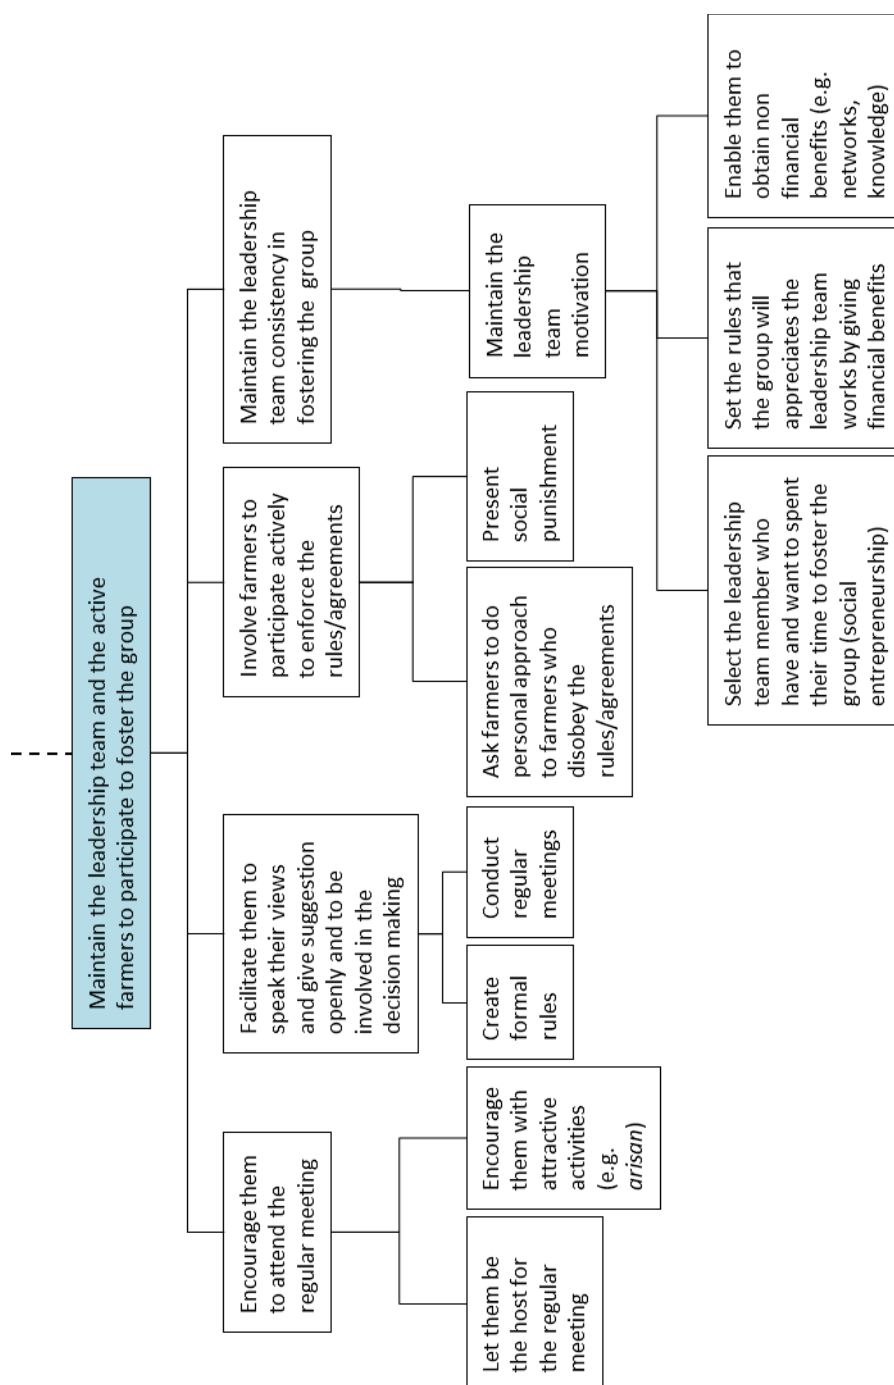 Maintain the leadership team and the active
farmers to participate to foster the group
Encourage them
to attend the
regular meeting
Facilitate them to
speak their views
and give suggestion
openly and to be
involved in the
decision making
Involve farmers to
participate actively
to enforce the
rules/agreements
Maintain the leadership
team consistency in
fostering the group
Let them be
the host for
the regular
meeting
Encourage
them with
attractive
activities
(e.g.
arisan)
Create
formal
rules
Conduct
regular
meetings
Ask farmers to do
personal approach
to farmers who
disobey the
rules/agreements
Present
social
punishment
Maintain the
leadership
team
motivation
Select the leadership
team member who
have and want to spent
their time to foster the
group (social
entrepreneurship)
Set the rules that
the group will
appreciates the
leadership team
works by giving
financial benefits
Enable them to
obtain non
financial
benefits (e.g.
networks,
knowledge)